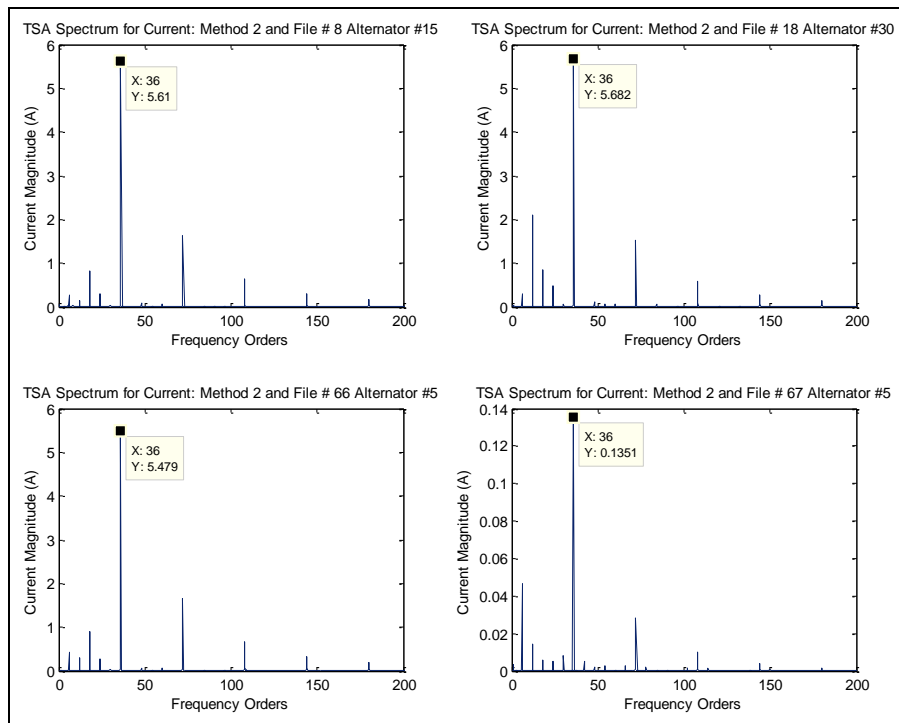 TSA Spectrum for Current: Method 2 and File # 8 Alternator #15
6
5
4
3
2
1
0
0
50
100
150
200
X: 36
Y: 5.61
Current Magnitude (A)
Frequency Orders
TSA Spectrum for Current: Method 2 and File # 18 Alternator #30
6
5
4
3
2
1
0
0
50
100
150
200
X: 36
Y: 5.682
Current Magnitude (A)
Frequency Orders
TSA Spectrum for Current: Method 2 and File # 66 Alternator #5
6
5
4
3
2
1
0
0
50
100
150
200
X: 36
Y: 5.479
Current Magnitude (A)
Frequency Orders
TSA Spectrum for Current: Method 2 and File # 67 Alternator #5
0.14
0.12
0.1
0.08
0.06
0.04
0.02
0
0
50
100
150
200
X: 36
Y: 0.1351
Current Magnitude (A)
Frequency Orders